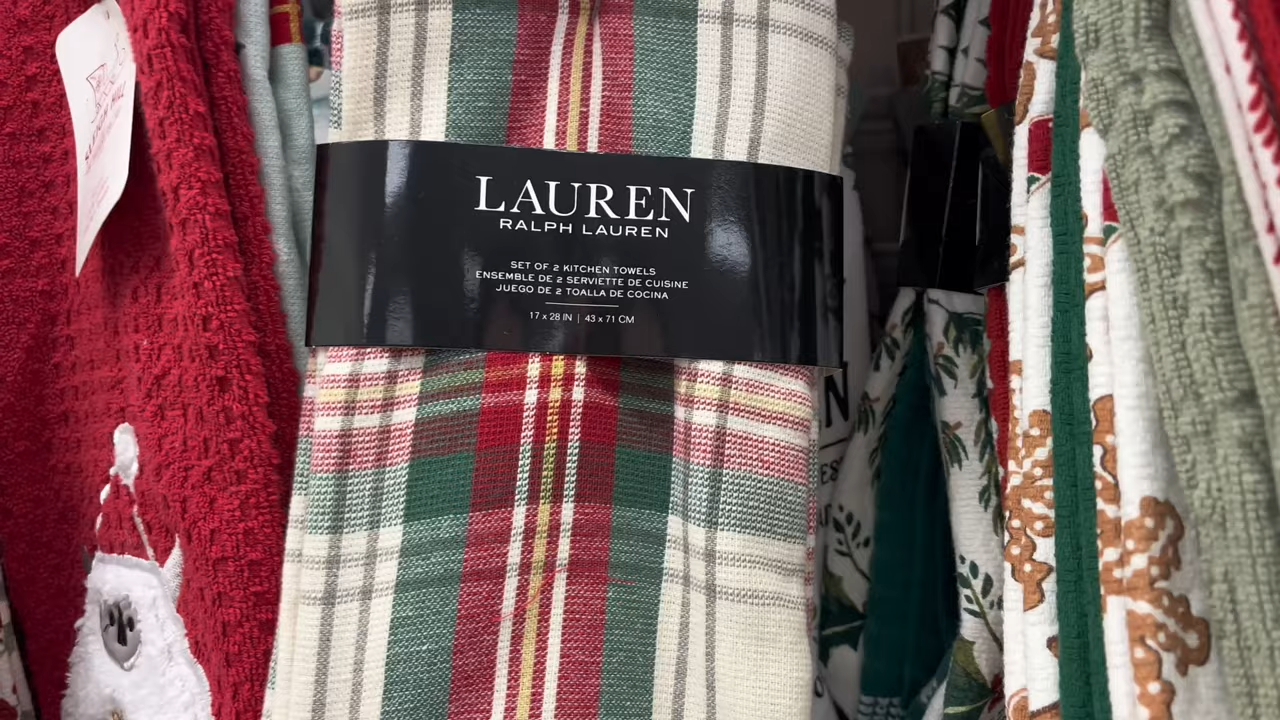 LAUREN
RALPH LAUREN
SET OF 2 KITCHEN TOWELS
ENSEMBLE DE 2 SERVIETTE DE CUISINE
JUEGO DE 2 TOALLA DE COCINA
17 x 28 IN | 43 x 71 CM